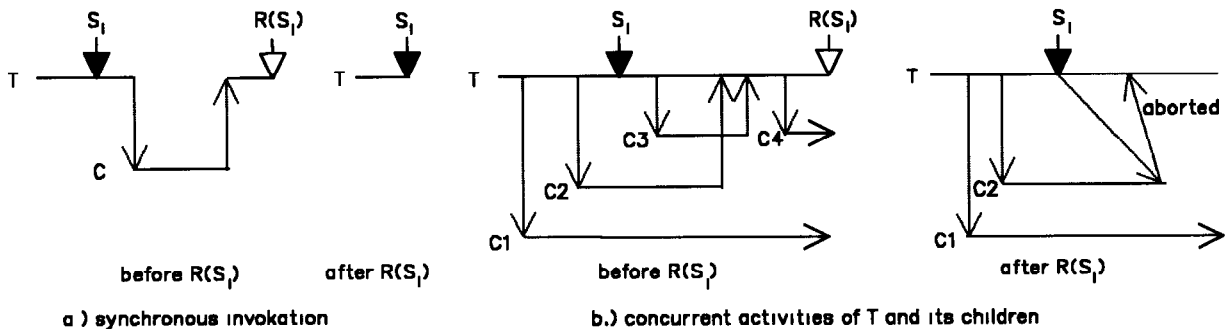 S_I R(S_I) S_I S_I R(S_I) S_I
T T T T
aborted
C3 C4
C C2 C2
C1 C1
before R(S_I) after R(S_I) before R(S_I) after R(S_I)
a ) synchronous invokation b.) concurrent activities of T and its children